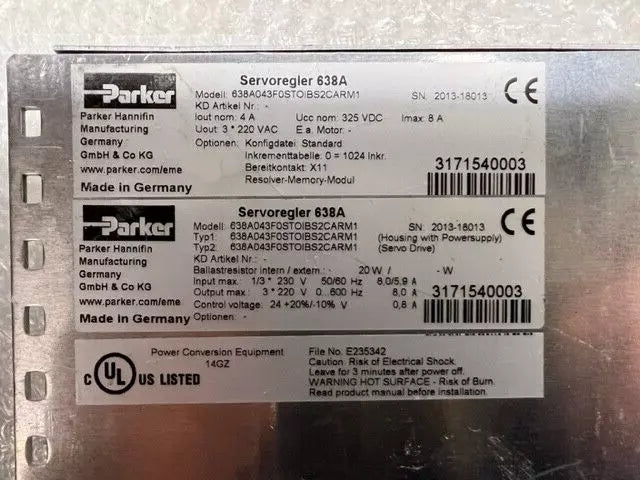 Parker
Servoregler 638A
Modell: 638A043F0STOIBS2CARM1 SN: 2013-18013 CE
KD Artikel Nr.: -
Parker Hannifin
Manufacturing
Germany
GmbH & Co KG
www.parker.com/eme
Made in Germany
Iout nom: 4 A Ucc nom: 325 VDC Imax: 8 A
Uout: 3 * 220 VAC E.a. Motor: -
Optionen: Konfigdatei: Standard
Inkrementtabelle: 0 = 1024 Inkr.
Bereitkontakt: X11
Resolver-Memory-Modul
3171540003
Parker
Servoregler 638A
Modell: 638A043F0STOIBS2CARM1 SN: 2013-18013 CE
Typ1: 638A043F0STOIBS2CARM1 (Housing with Powersupply)
Typ2: 638A043F0STOIBS2CARM1 (Servo Drive)
KD Artikel Nr.: -
Parker Hannifin
Manufacturing
Germany
GmbH & Co KG
www.parker.com/eme
Made in Germany
Ballastresistor intern / extern.: - 20 W / - W
Input max.: 1/3 * 230 V 50/60 Hz 8,0/5,9 A
Output max.: 3 * 220 V 0...600 Hz 8,0 A
Control voltage: 24 +20%/-10% V 0,8 A
Optionen: -
3171540003
C UL US LISTED
Power Conversion Equipment
14GZ
File No. E235342
Caution: Risk of Electrical Shock.
Leave for 3 minutes after power off.
WARNING HOT SURFACE - Risk of Burn.
Read product manual before installation.